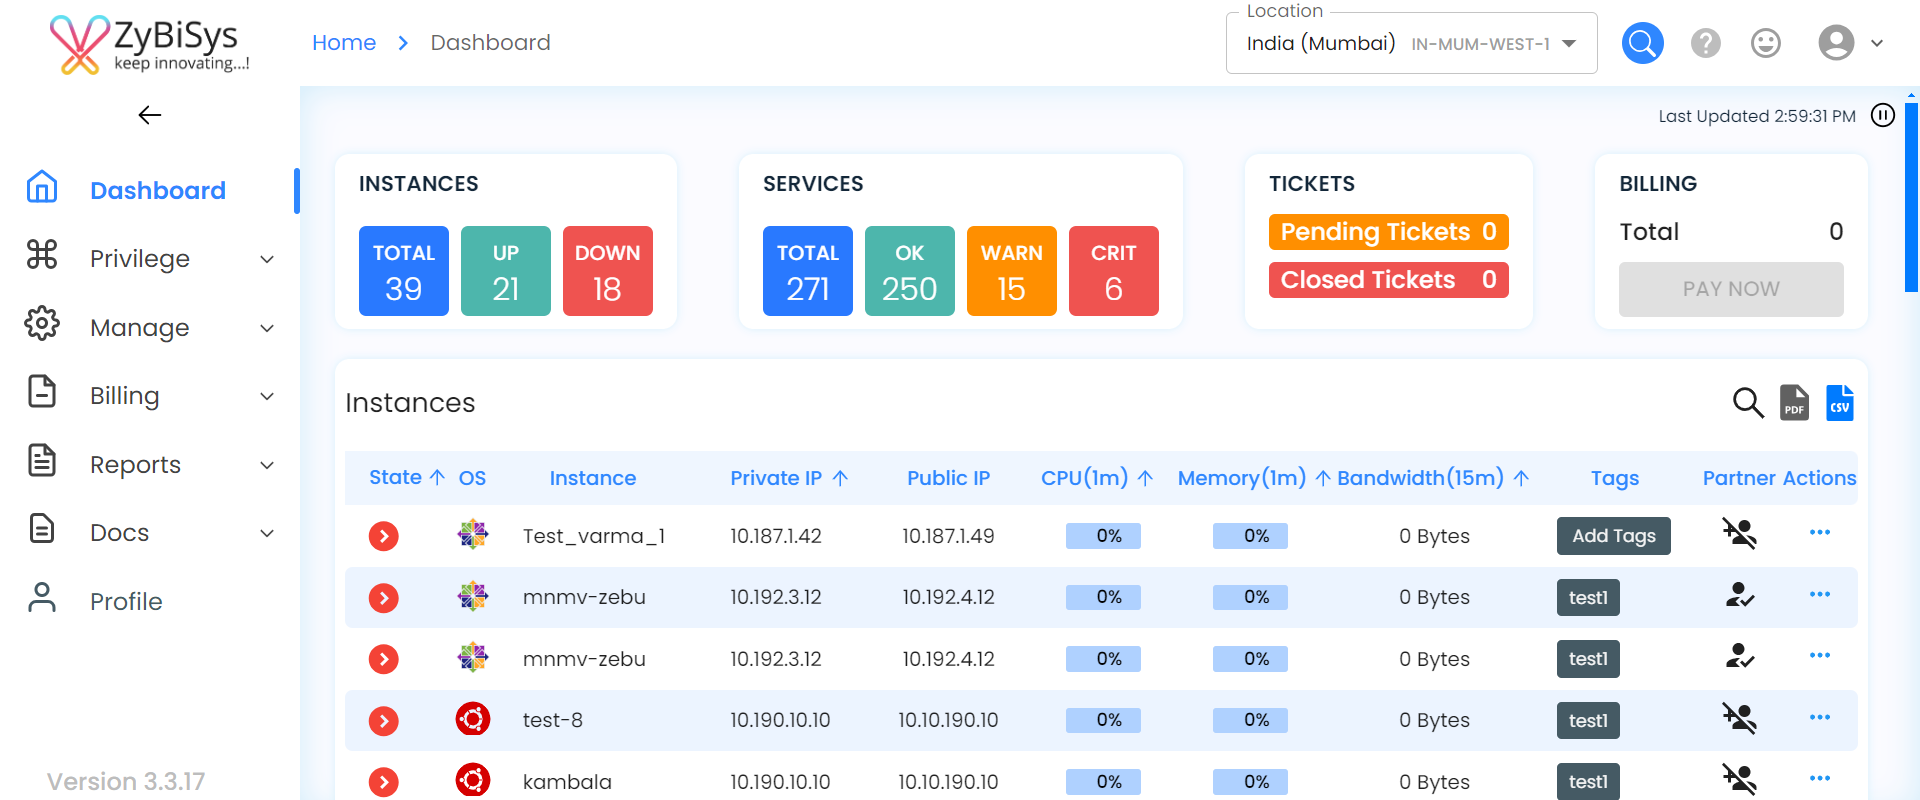 ZyBiSys
keep innovating...!
Home > Dashboard
Location
India (Mumbai) IN-MUM-WEST-1
Last Updated 2:59:31 PM
Dashboard
Privilege
Manage
Billing
Reports
Docs
Profile
Version 3.3.17
INSTANCES
TOTAL UP DOWN
39 21 18
SERVICES
TOTAL OK WARN CRIT
271 250 15 6
TICKETS
Pending Tickets 0
Closed Tickets 0
BILLING
Total 0
PAY NOW
Instances
PDF CSV
State OS Instance Private IP Public IP CPU(1m) Memory(1m) Bandwidth(15m) Tags Partner Actions
Test_varma_1 10.187.1.42 10.187.1.49 0% 0% 0 Bytes Add Tags
mnmv-zebu 10.192.3.12 10.192.4.12 0% 0% 0 Bytes test1
mnmv-zebu 10.192.3.12 10.192.4.12 0% 0% 0 Bytes test1
test-8 10.190.10.10 10.10.190.10 0% 0% 0 Bytes test1
kambala 10.190.10.10 10.10.190.10 0% 0% 0 Bytes test1